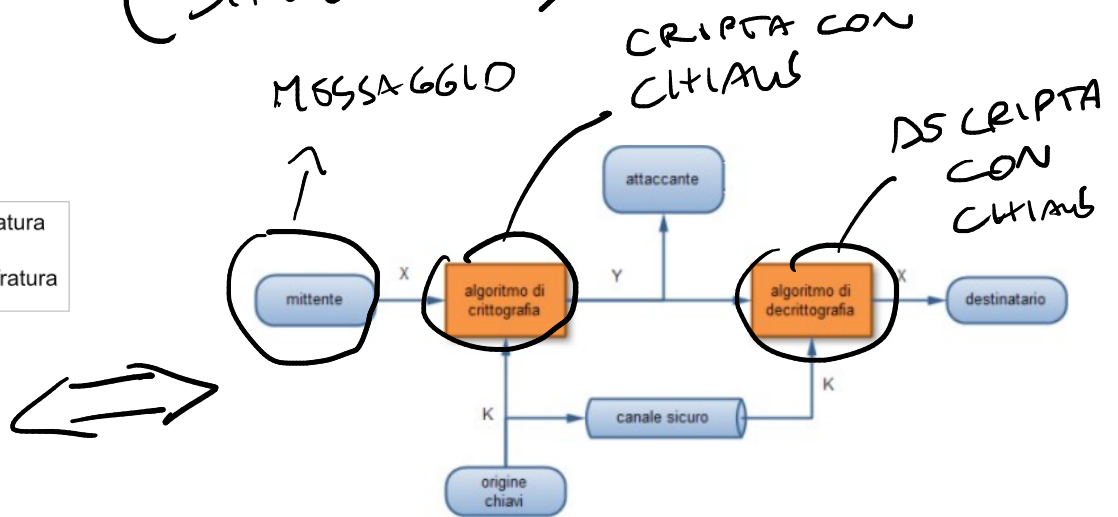 CRIPTA CON
CHIAVE
MESSAGGIO
DECRIPTA
CON
CHIAVE
atura
ratura
attaccante
mittente
X
algoritmo di
crittografia
Y
algoritmo di
decrittografia
X
destinatario
K
canale sicuro
K
origine
chiavi